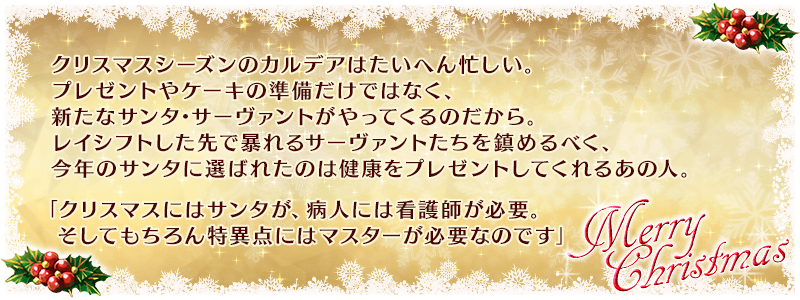 クリスマスシーズンのカルデアはたいへん忙しい。
プレゼントやケーキの準備だけではなく、
新たなサンタ・サーヴァントがやってくるのだから。
レイシフトした先で暴れるサーヴァントたちを鎮めるべく、
今年のサンタに選ばれたのは健康をプレゼントしてくれるあの人。
「クリスマスにはサンタが、病人には看護師が必要。
そしてもちろん特異点にはマスターが必要なのです」
Merry
Christmas